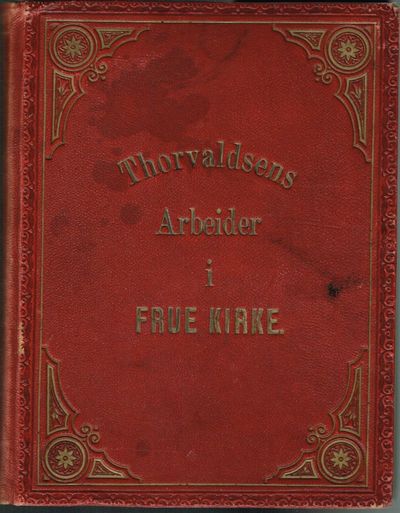 Thorvaldsens
Arbeider
i
FRUE KIRKE.